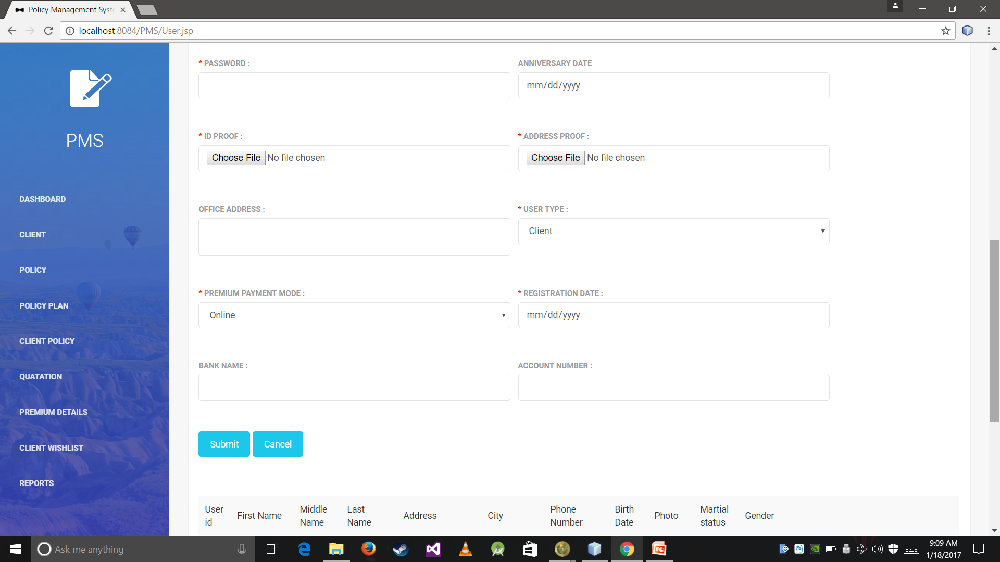 Policy Management Syste
localhost:8084/PMS/User.jsp
PMS
DASHBOARD
CLIENT
POLICY
POLICY PLAN
CLIENT POLICY
QUATATION
PREMIUM DETAILS
CLIENT WISHLIST
REPORTS
* PASSWORD :
ANNIVERSARY DATE
mm/dd/yyyy
* ID PROOF :
* ADDRESS PROOF :
Choose File No file chosen
Choose File No file chosen
OFFICE ADDRESS :
* USER TYPE :
Client
* PREMIUM PAYMENT MODE :
* REGISTRATION DATE :
Online
mm/dd/yyyy
BANK NAME :
ACCOUNT NUMBER :
Submit
Cancel
User id
First Name
Middle Name
Last Name
Address
City
Phone Number
Birth Date
Photo
Martial status
Gender
Ask me anything
9:09 AM
1/18/2017